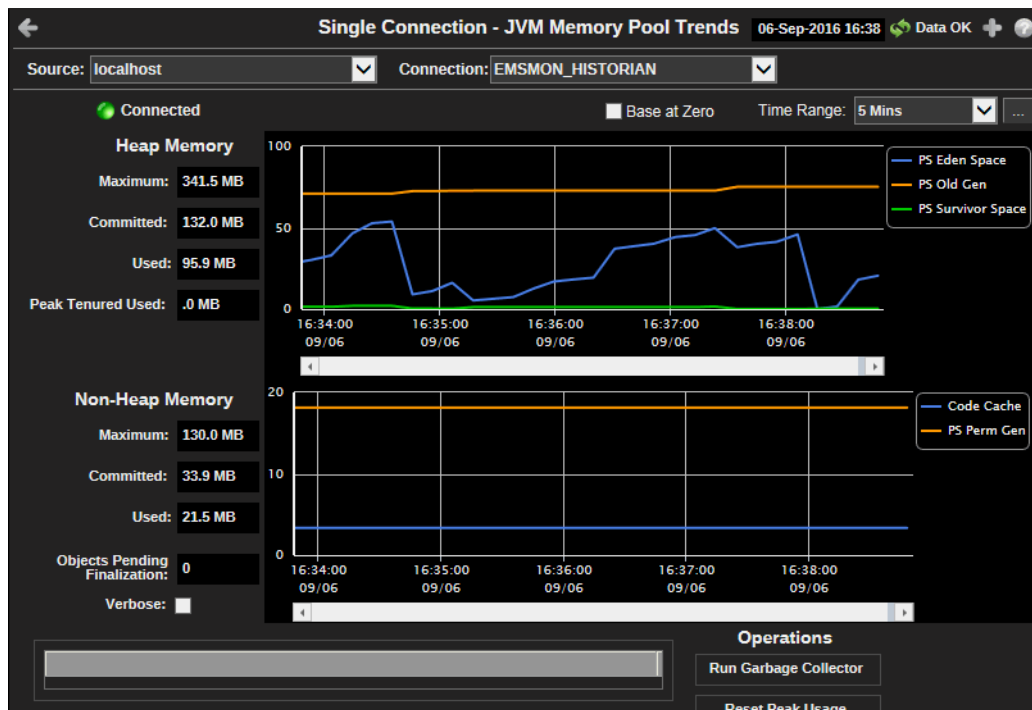 Single Connection - JVM Memory Pool Trends 06-Sep-2016 16:38 Data OK ?
Source: localhost Connection: EMSMON_HISTORIAN
Connected Base at Zero Time Range: 5 Mins ...
Heap Memory
Maximum: 341.5 MB
Committed: 132.0 MB
Used: 95.9 MB
Peak Tenured Used: .0 MB
100
50
0
16:34:00 16:35:00 16:36:00 16:37:00 16:38:00
09/06 09/06 09/06 09/06 09/06
PS Eden Space
PS Old Gen
PS Survivor Space
Non-Heap Memory
Maximum: 130.0 MB
Committed: 33.9 MB
Used: 21.5 MB
Objects Pending
Finalization: 0
Verbose:
20
10
0
16:34:00 16:35:00 16:36:00 16:37:00 16:38:00
09/06 09/06 09/06 09/06 09/06
Code Cache
PS Perm Gen
Operations
Run Garbage Collector
Reset Peak Usage